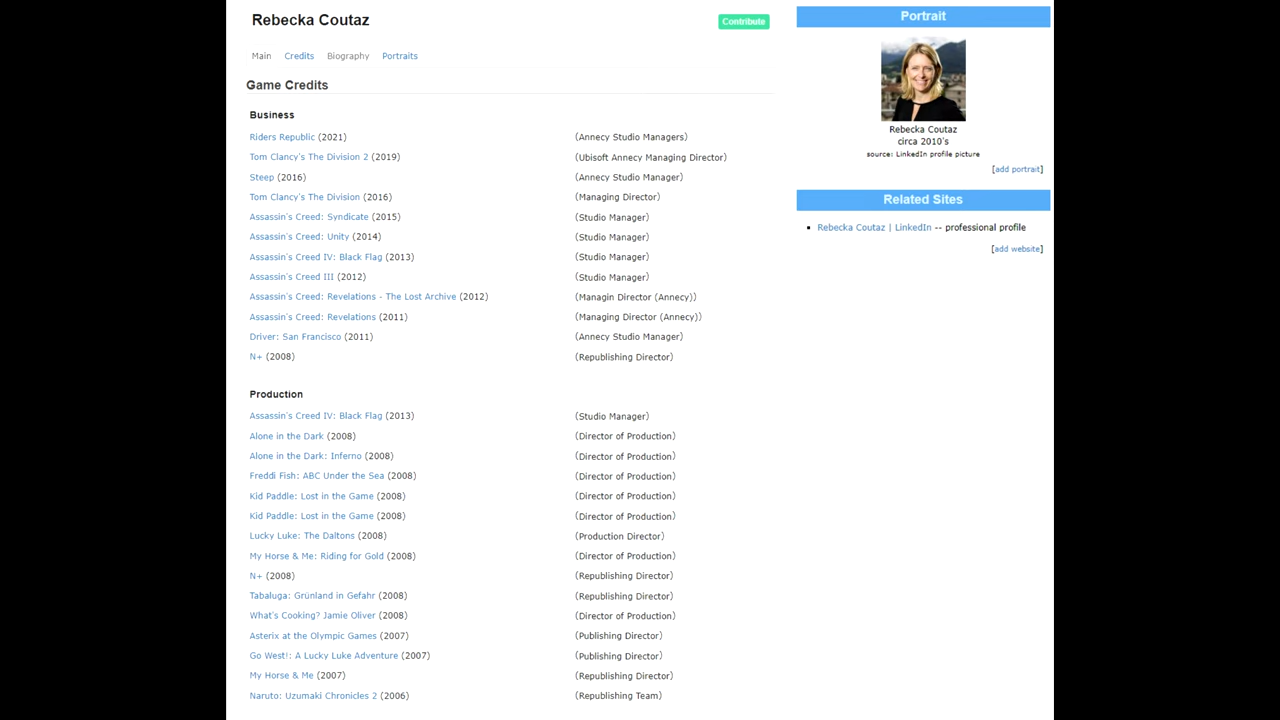 Rebecka Coutaz
Contribute
Main Credits Biography Portraits
Game Credits
Business
Riders Republic (2021) (Annecy Studio Managers)
Tom Clancy's The Division 2 (2019) (Ubisoft Annecy Managing Director)
Steep (2016) (Annecy Studio Manager)
Tom Clancy's The Division (2016) (Managing Director)
Assassin's Creed: Syndicate (2015) (Studio Manager)
Assassin's Creed: Unity (2014) (Studio Manager)
Assassin's Creed IV: Black Flag (2013) (Studio Manager)
Assassin's Creed III (2012) (Studio Manager)
Assassin's Creed: Revelations - The Lost Archive (2012) (Managin Director (Annecy))
Assassin's Creed: Revelations (2011) (Managing Director (Annecy))
Driver: San Francisco (2011) (Annecy Studio Manager)
N+ (2008) (Republishing Director)
Production
Assassin's Creed IV: Black Flag (2013) (Studio Manager)
Alone in the Dark (2008) (Director of Production)
Alone in the Dark: Inferno (2008) (Director of Production)
Freddi Fish: ABC Under the Sea (2008) (Director of Production)
Kid Paddle: Lost in the Game (2008) (Director of Production)
Kid Paddle: Lost in the Game (2008) (Director of Production)
Lucky Luke: The Daltons (2008) (Production Director)
My Horse & Me: Riding for Gold (2008) (Director of Production)
N+ (2008) (Republishing Director)
Tabaluga: Grünland in Gefahr (2008) (Republishing Director)
What's Cooking? Jamie Oliver (2008) (Director of Production)
Asterix at the Olympic Games (2007) (Publishing Director)
Go West!: A Lucky Luke Adventure (2007) (Publishing Director)
My Horse & Me (2007) (Republishing Director)
Naruto: Uzumaki Chronicles 2 (2006) (Republishing Team)
Portrait
Rebecka Coutaz
circa 2010's
source: LinkedIn profile picture
[add portrait]
Related Sites
▪ Rebecka Coutaz | LinkedIn -- professional profile
[add website]